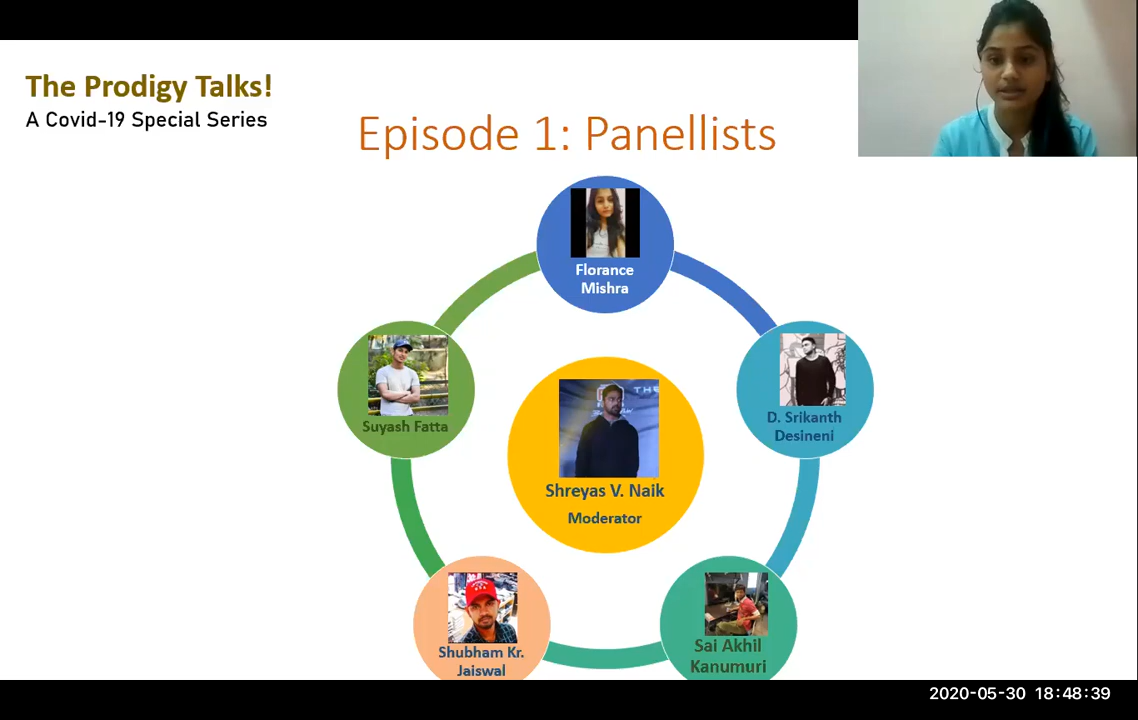 The Prodigy Talks!
A Covid-19 Special Series
Episode 1: Panellists
Florance
Mishra
D. Srikanth
Desineni
Sai Akhil
Kanumuri
Shubham Kr.
Jaiswal
Suyash Fatta
Shreyas V. Naik
Moderator
2020-05-30 18:48:39